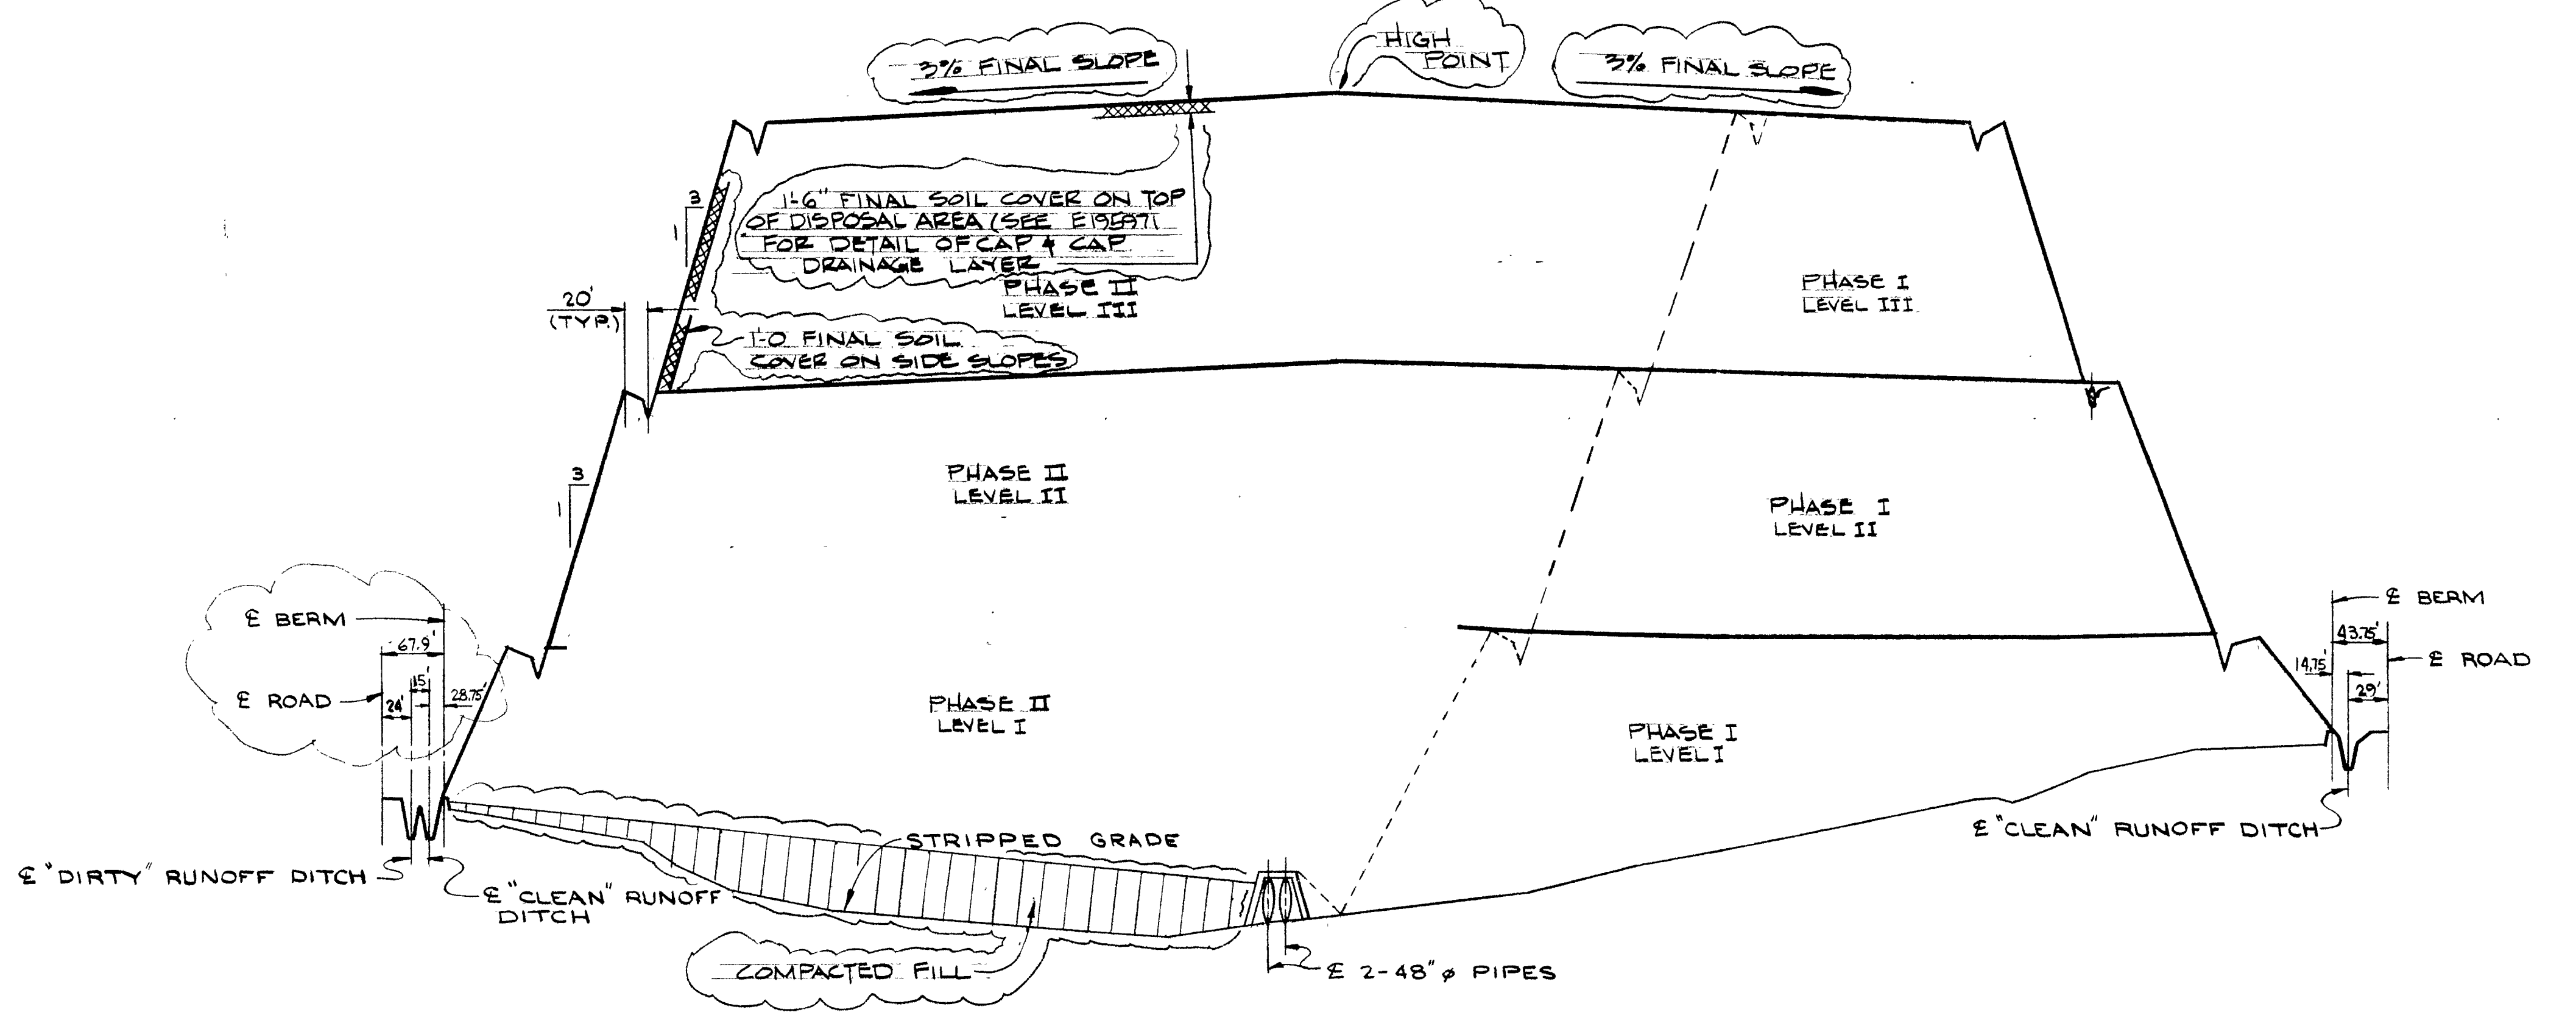 3% FINAL SLOPE
HIGH
POINT
3% FINAL SLOPE
1'-6" FINAL SOIL COVER ON TOP
OF DISPOSAL AREA (SEE E195971
FOR DETAIL OF CAP & CAP
DRAINAGE LAYER
3
1
PHASE II
LEVEL III
PHASE I
LEVEL III
20'
(TYP.)
1'-0 FINAL SOIL
COVER ON SIDE SLOPES
3
1
PHASE II
LEVEL II
PHASE I
LEVEL II
℄ BERM
67.9'
℄ ROAD
15'
24'
28.75'
℄ BERM
43.75'
14.75'
℄ ROAD
29'
PHASE II
LEVEL I
PHASE I
LEVEL I
STRIPPED GRADE
℄ "CLEAN" RUNOFF DITCH
℄ "DIRTY" RUNOFF DITCH
℄ "CLEAN" RUNOFF
DITCH
COMPACTED FILL
℄ 2-48" ø PIPES